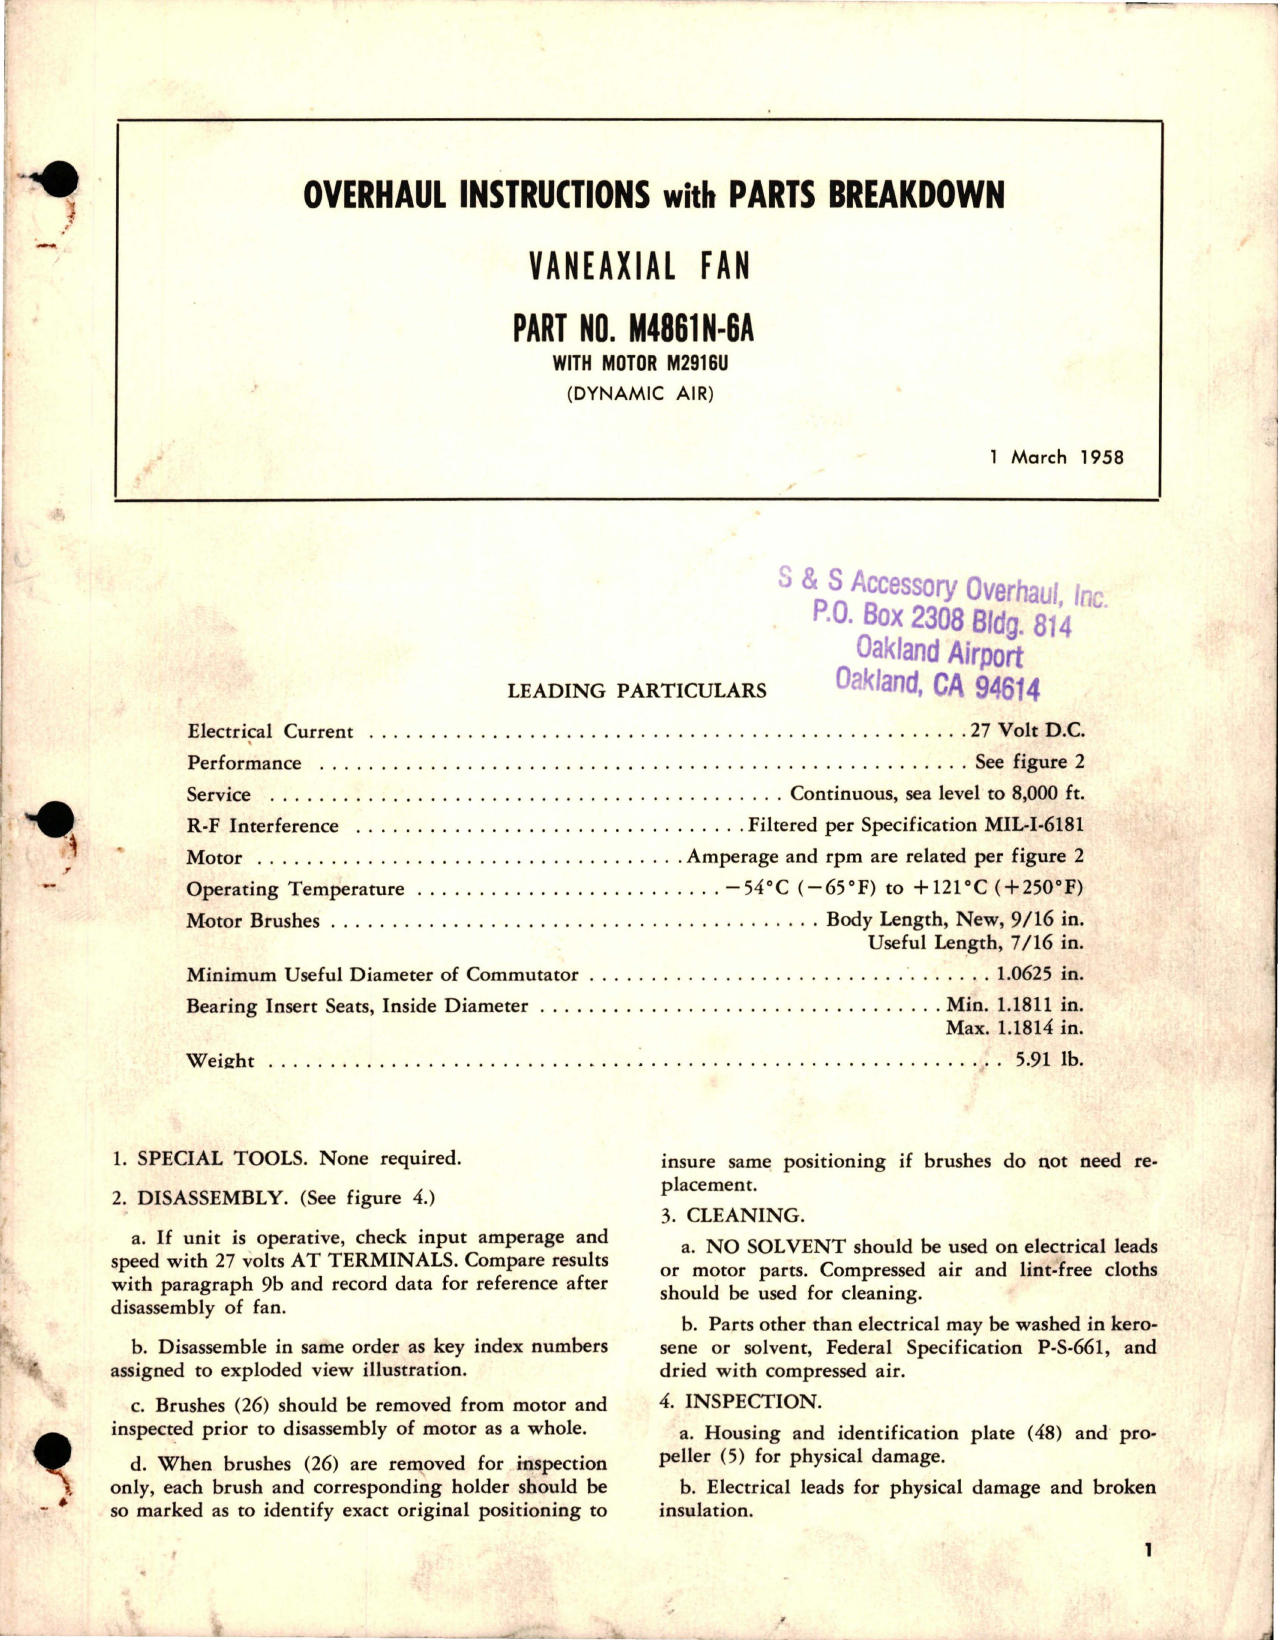 OVERHAUL INSTRUCTIONS with PARTS BREAKDOWN
VANEAXIAL FAN
PART NO. M4861N-6A
WITH MOTOR M2916U
(DYNAMIC AIR)
1 March 1958
S & S Accessory Overhaul, Inc.
P.O. Box 2308 Bldg. 814
Oakland Airport
Oakland, CA 94614
LEADING PARTICULARS
Electrical Current . . . . . . . . . . . . . . . . . . . . 27 Volt D.C.
Performance . . . . . . . . . . . . . . . . . . . . See figure 2
Service . . . . . . . . . . . . . . . . . . . . Continuous, sea level to 8,000 ft.
R-F Interference . . . . . . . . . . . . . . . . . . . . Filtered per Specification MIL-I-6181
Motor . . . . . . . . . . . . . . . . . . . . Amperage and rpm are related per figure 2
Operating Temperature . . . . . . . . . . . . . . . . . . . . −54°C (−65°F) to +121°C (+250°F)
Motor Brushes . . . . . . . . . . . . . . . . . . . . Body Length, New, 9/16 in.
Useful Length, 7/16 in.
Minimum Useful Diameter of Commutator . . . . . . . . . . . . . . . . . . . . 1.0625 in.
Bearing Insert Seats, Inside Diameter . . . . . . . . . . . . . . . . . . . . Min. 1.1811 in.
Max. 1.1814 in.
Weight . . . . . . . . . . . . . . . . . . . . 5.91 lb.
1. SPECIAL TOOLS. None required.
2. DISASSEMBLY. (See figure 4.)
a. If unit is operative, check input amperage and
speed with 27 volts AT TERMINALS. Compare results
with paragraph 9b and record data for reference after
disassembly of fan.
b. Disassemble in same order as key index numbers
assigned to exploded view illustration.
c. Brushes (26) should be removed from motor and
inspected prior to disassembly of motor as a whole.
d. When brushes (26) are removed for inspection
only, each brush and corresponding holder should be
so marked as to identify exact original positioning to
insure same positioning if brushes do not need re-
placement.
3. CLEANING.
a. NO SOLVENT should be used on electrical leads
or motor parts. Compressed air and lint-free cloths
should be used for cleaning.
b. Parts other than electrical may be washed in kero-
sene or solvent, Federal Specification P-S-661, and
dried with compressed air.
4. INSPECTION.
a. Housing and identification plate (48) and pro-
peller (5) for physical damage.
b. Electrical leads for physical damage and broken
insulation.
1